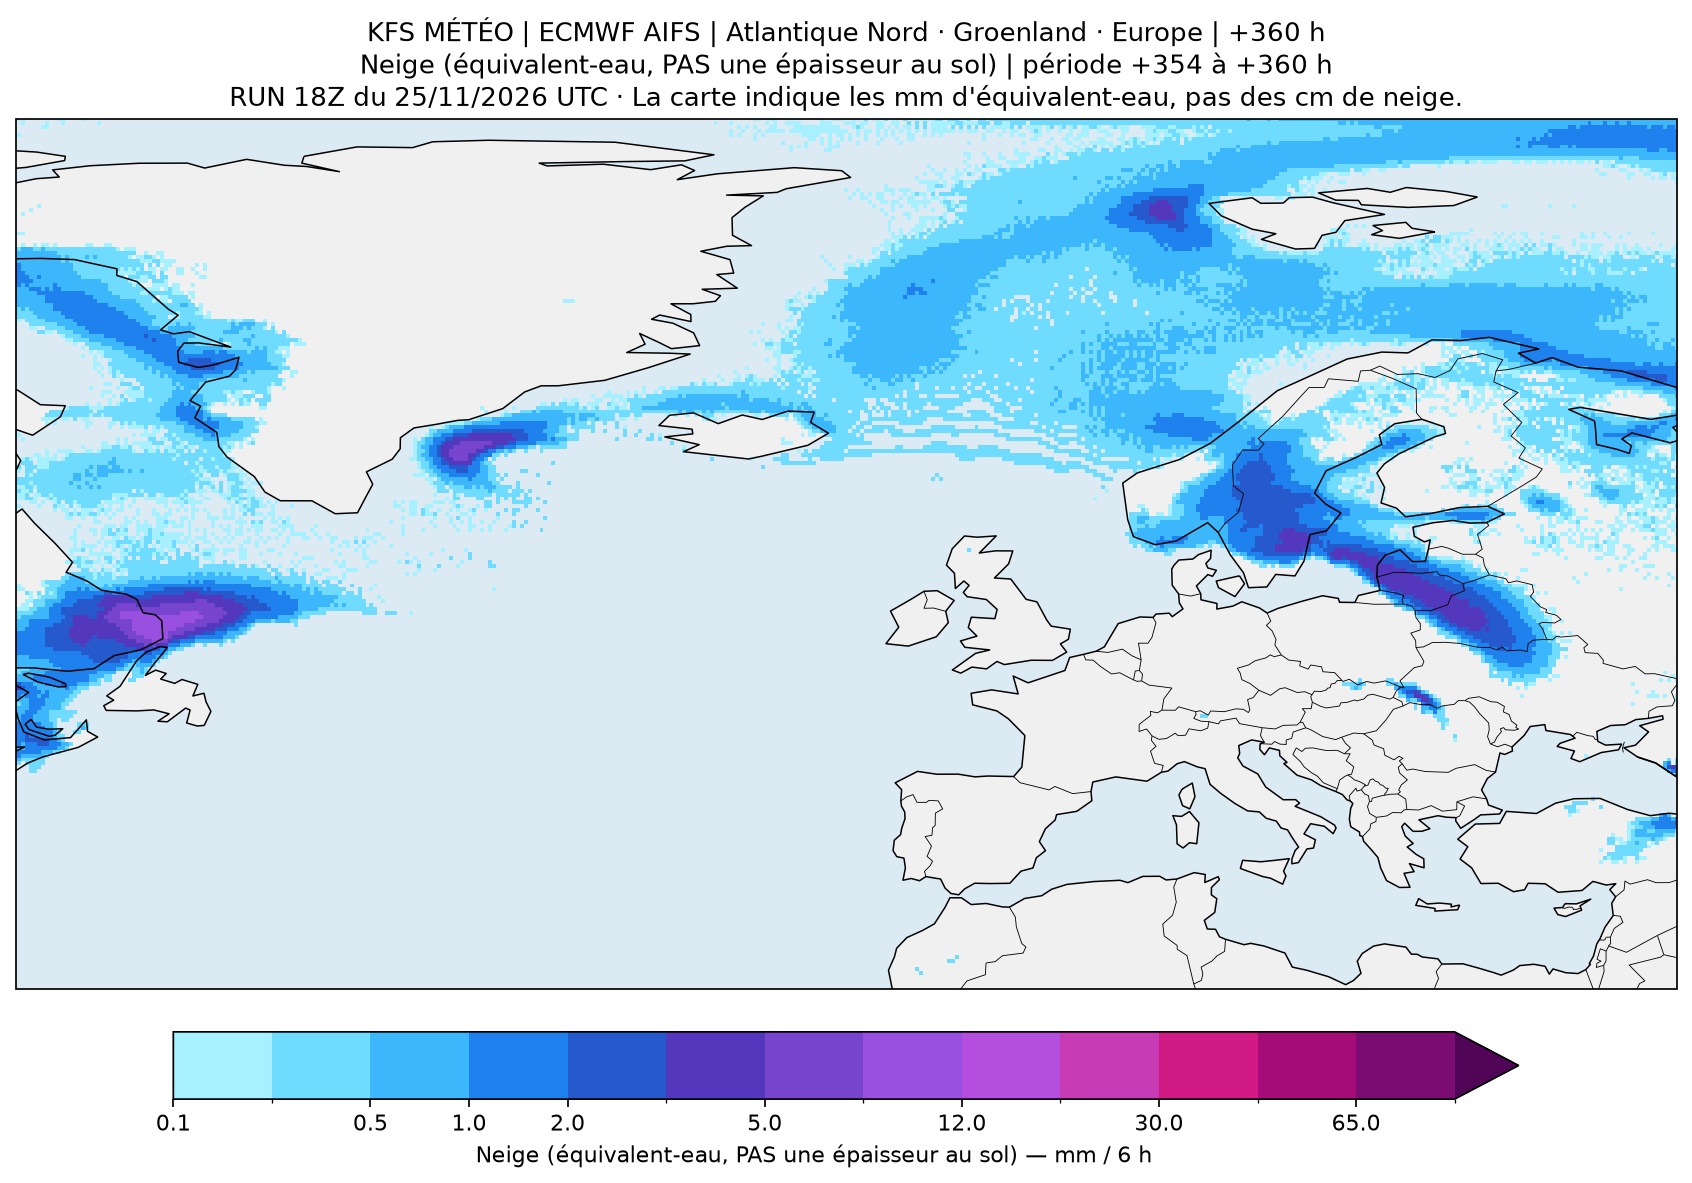 KFS MÉTÉO | ECMWF AIFS | Atlantique Nord · Groenland · Europe | +360 h
Neige (équivalent-eau, PAS une épaisseur au sol) | période +354 à +360 h
RUN 18Z du 25/11/2026 UTC · La carte indique les mm d'équivalent-eau, pas des cm de neige.
0.1 0.5 1.0 2.0 5.0 12.0 30.0 65.0
Neige (équivalent-eau, PAS une épaisseur au sol) — mm / 6 h